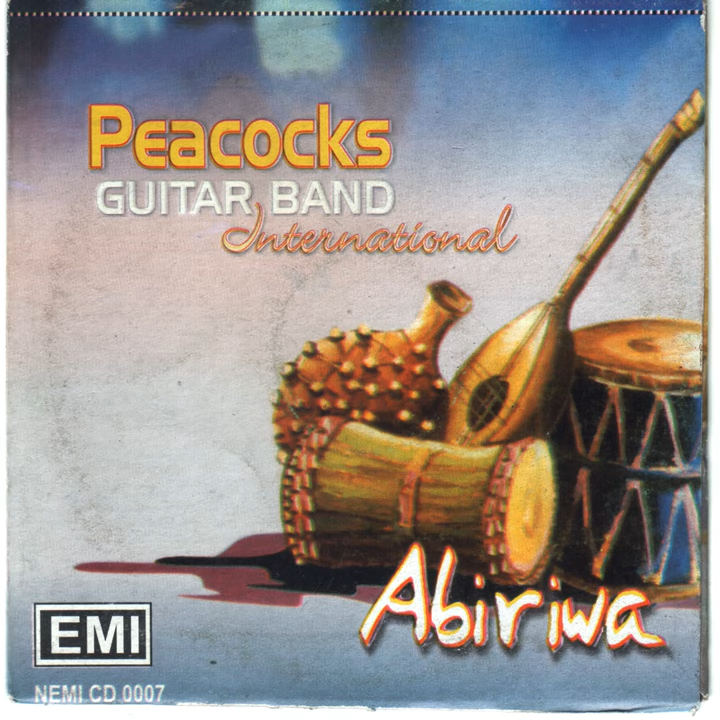 Peacocks
GUITAR BAND
International
Abiriwa
EMI
NEMI CD 0007